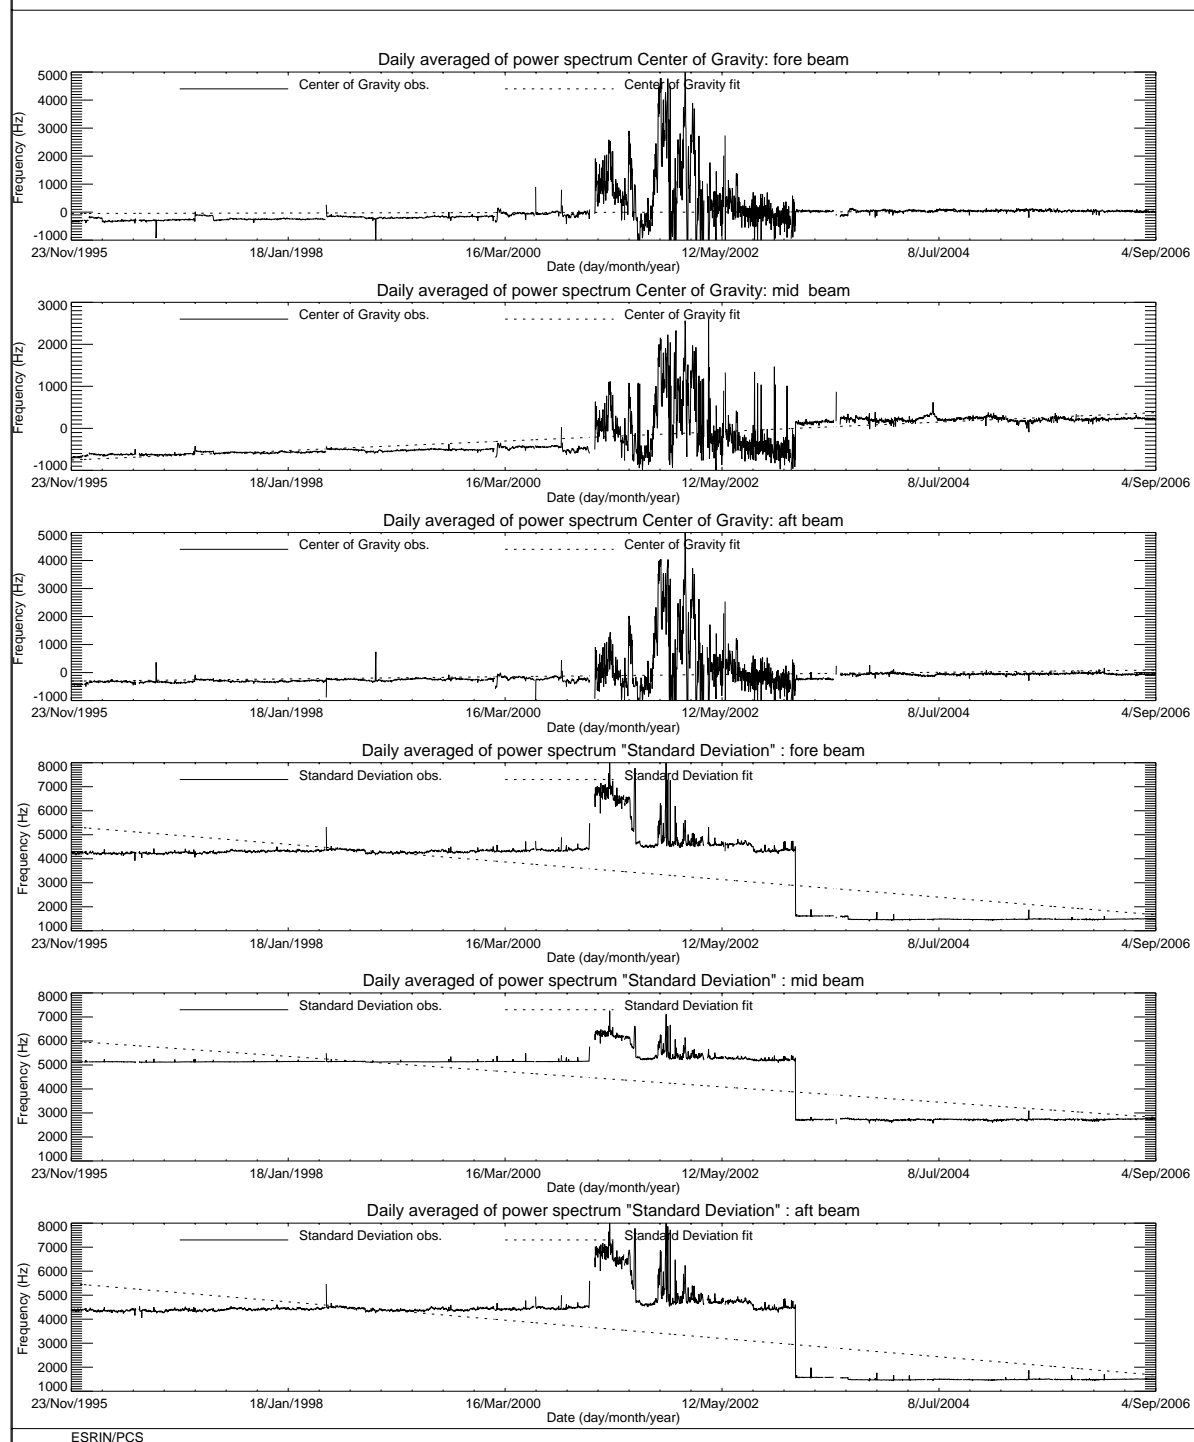 Daily averaged of power spectrum Center of Gravity: fore beam
Center of Gravity obs.
Center of Gravity fit
Frequency (Hz)
5000
4000
3000
2000
1000
0
-1000
23/Nov/1995
18/Jan/1998
16/Mar/2000
12/May/2002
8/Jul/2004
4/Sep/2006
Date (day/month/year)
Daily averaged of power spectrum Center of Gravity: mid beam
Center of Gravity obs.
Center of Gravity fit
Frequency (Hz)
3000
2000
1000
0
-1000
23/Nov/1995
18/Jan/1998
16/Mar/2000
12/May/2002
8/Jul/2004
4/Sep/2006
Date (day/month/year)
Daily averaged of power spectrum Center of Gravity: aft beam
Center of Gravity obs.
Center of Gravity fit
Frequency (Hz)
5000
4000
3000
2000
1000
0
-1000
23/Nov/1995
18/Jan/1998
16/Mar/2000
12/May/2002
8/Jul/2004
4/Sep/2006
Date (day/month/year)
Daily averaged of power spectrum "Standard Deviation" : fore beam
Standard Deviation obs.
Standard Deviation fit
Frequency (Hz)
8000
7000
6000
5000
4000
3000
2000
1000
23/Nov/1995
18/Jan/1998
16/Mar/2000
12/May/2002
8/Jul/2004
4/Sep/2006
Date (day/month/year)
Daily averaged of power spectrum "Standard Deviation" : mid beam
Standard Deviation obs.
Standard Deviation fit
Frequency (Hz)
8000
7000
6000
5000
4000
3000
2000
1000
23/Nov/1995
18/Jan/1998
16/Mar/2000
12/May/2002
8/Jul/2004
4/Sep/2006
Date (day/month/year)
Daily averaged of power spectrum "Standard Deviation" : aft beam
Standard Deviation obs.
Standard Deviation fit
Frequency (Hz)
8000
7000
6000
5000
4000
3000
2000
1000
23/Nov/1995
18/Jan/1998
16/Mar/2000
12/May/2002
8/Jul/2004
4/Sep/2006
Date (day/month/year)
ESRIN/PCS